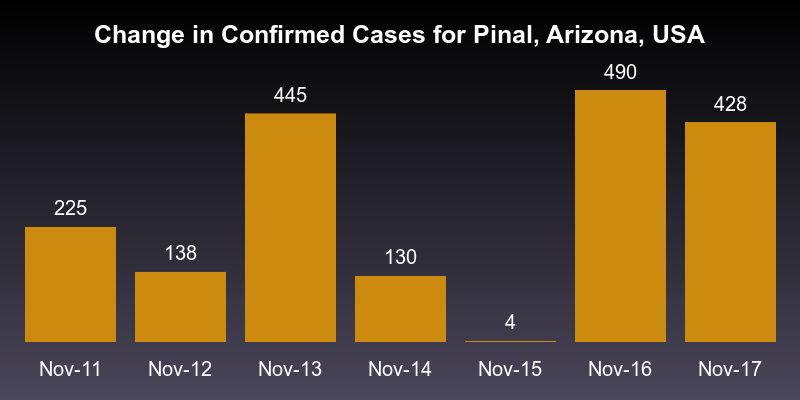 Change in Confirmed Cases for Pinal, Arizona, USA
225
138
445
130
4
490
428
Nov-11
Nov-12
Nov-13
Nov-14
Nov-15
Nov-16
Nov-17